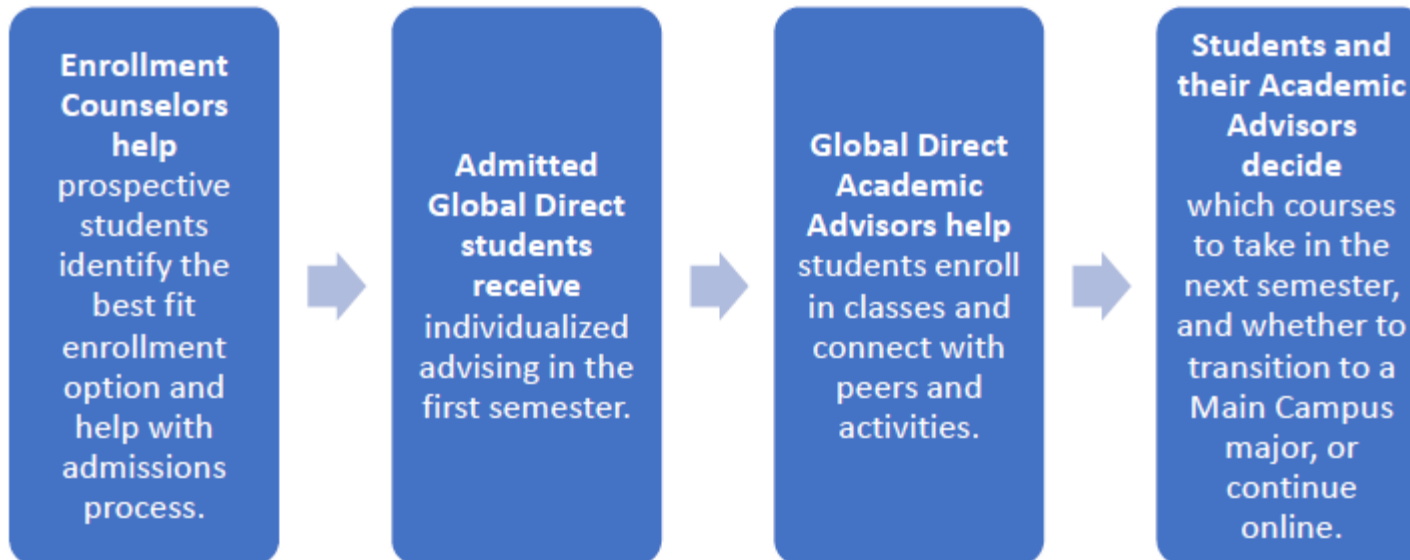 Enrollment
Counselors
help
prospective
students
identify the
best fit
enrollment
option and
help with
admissions
process.
Admitted
Global Direct
students
receive
individualized
advising in the
first semester.
Global Direct
Academic
Advisors help
students enroll
in classes and
connect with
peers and
activities.
Students and
their Academic
Advisors
decide
which courses
to take in the
next semester,
and whether to
transition to a
Main Campus
major, or
continue
online.